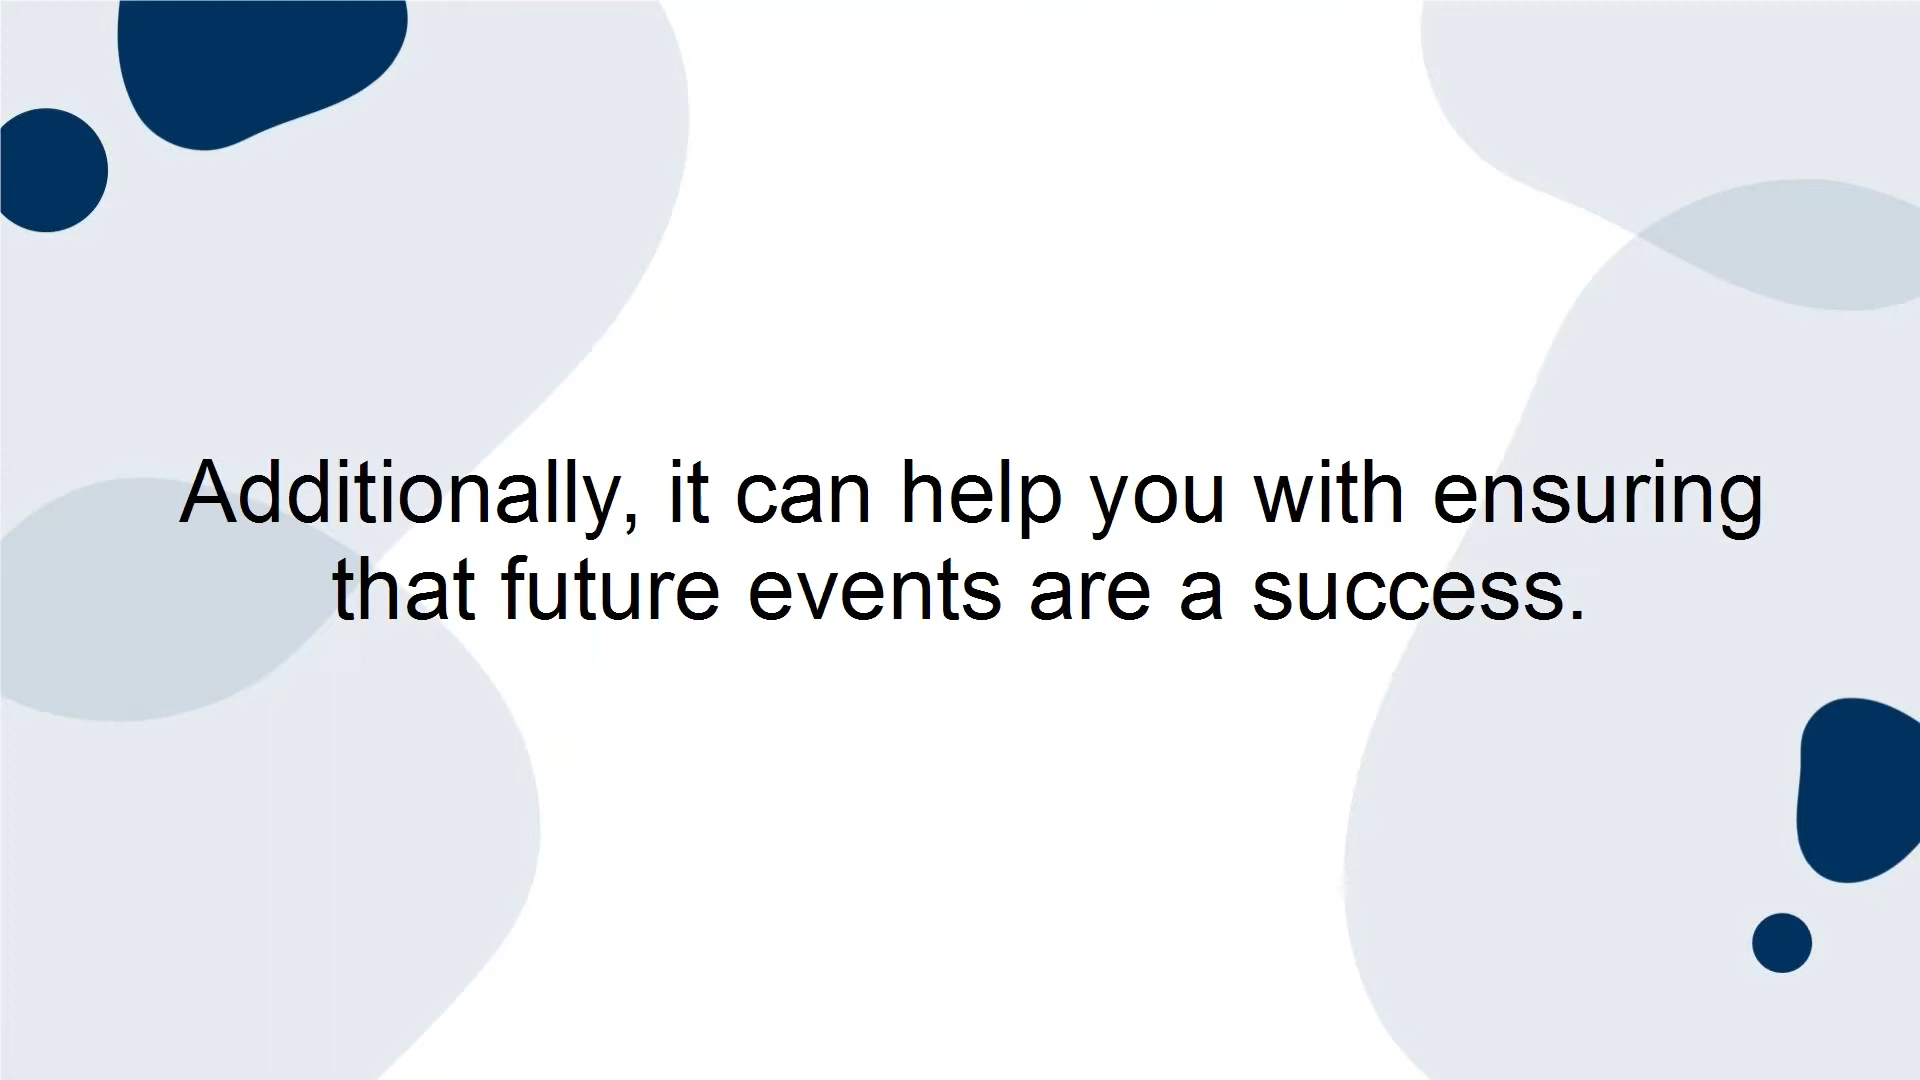 Additionally, it can help you with ensuring
that future events are a success.